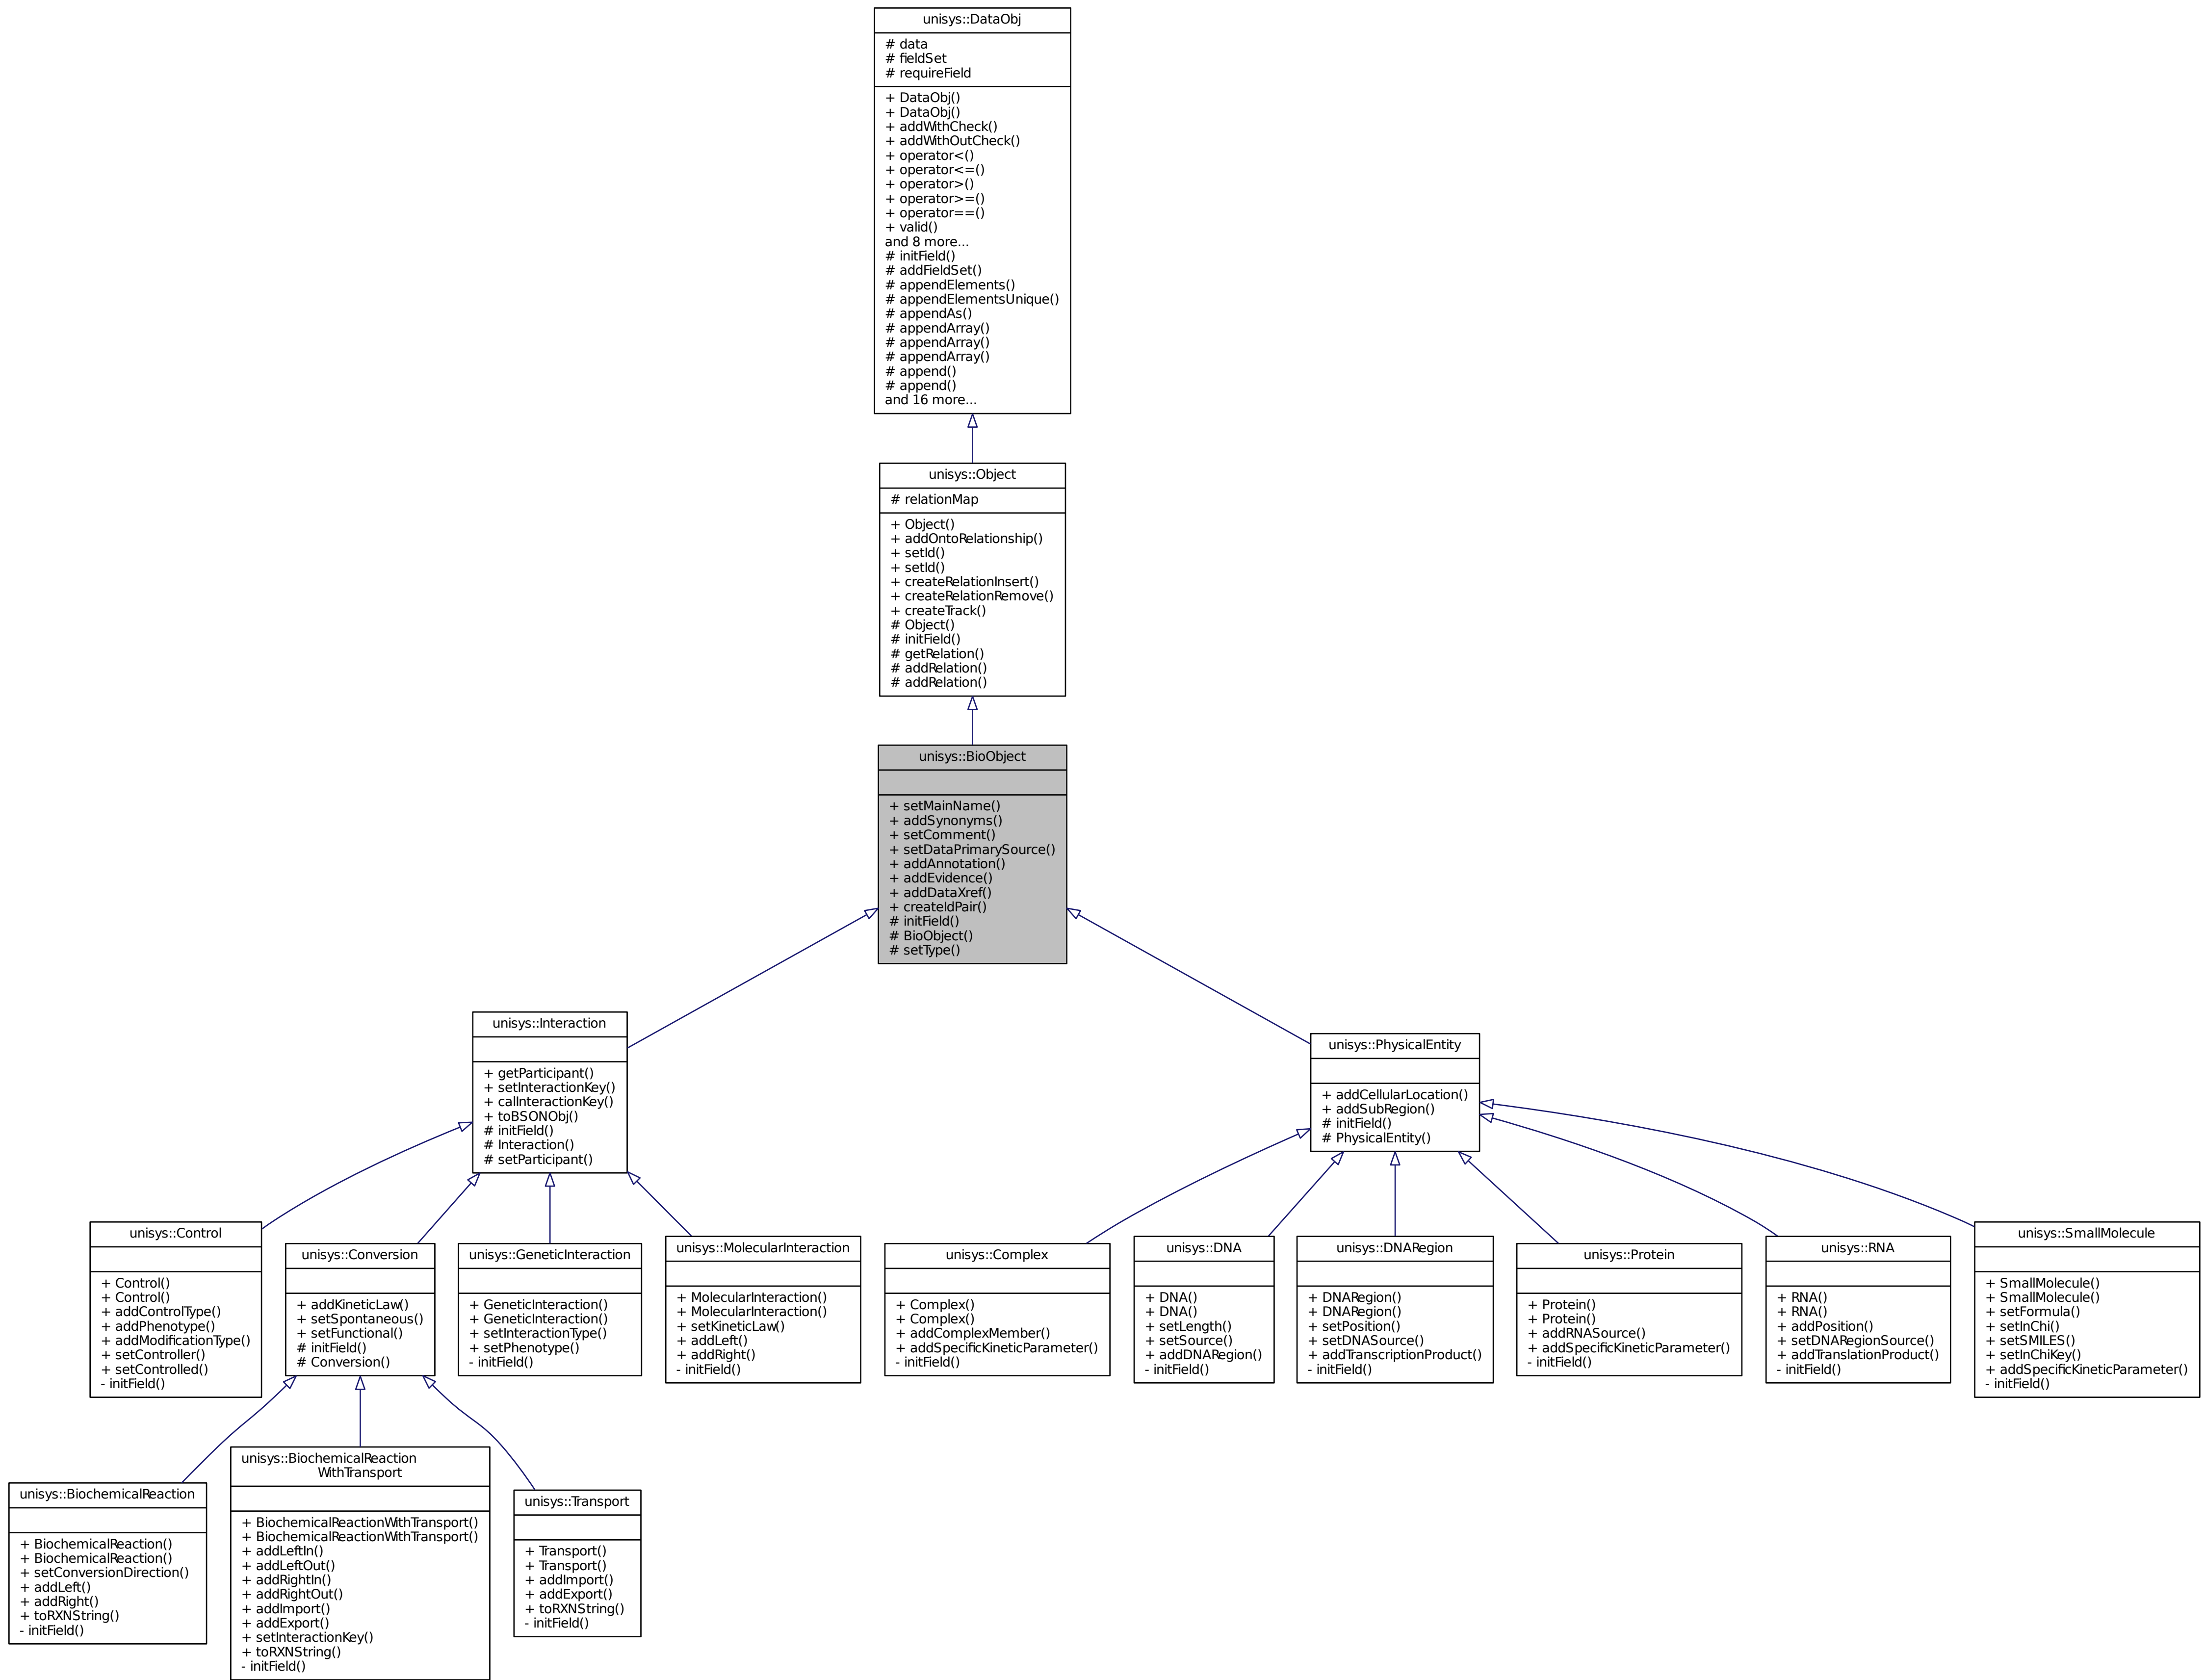 unisys::DataObj
# data
# fieldSet
# requireField
+ DataObj()
+ DataObj()
+ addWithCheck()
+ addWithOutCheck()
+ operator<()
+ operator<=()
+ operator>()
+ operator>=()
+ operator==()
+ valid()
and 8 more...
# initField()
# addFieldSet()
# appendElements()
# appendElementsUnique()
# appendAs()
# appendArray()
# appendArray()
# appendArray()
# append()
# append()
and 16 more...
unisys::Object
# relationMap
+ Object()
+ addOntoRelationship()
+ setId()
+ setId()
+ createRelationInsert()
+ createRelationRemove()
+ createTrack()
# Object()
# initField()
# getRelation()
# addRelation()
# addRelation()
unisys::BioObject
+ setMainName()
+ addSynonyms()
+ setComment()
+ setDataPrimarySource()
+ addAnnotation()
+ addEvidence()
+ addDataXref()
+ createIdPair()
# initField()
# BioObject()
# setType()
unisys::Interaction
+ getParticipant()
+ setInteractionKey()
+ callInteractionKey()
+ toBSONObj()
# initField()
# Interaction()
# setParticipant()
unisys::PhysicalEntity
+ addCellularLocation()
+ addSubRegion()
# initField()
# PhysicalEntity()
unisys::Control
+ Control()
+ Control()
+ addControlType()
+ addPhenotype()
+ addModificationType()
+ setController()
+ setControlled()
- initField()
unisys::Conversion
+ addKineticLaw()
+ setSpontaneous()
+ setFunctional()
# initField()
# Conversion()
unisys::GeneticInteraction
+ GeneticInteraction()
+ GeneticInteraction()
+ setInteractionType()
+ setPhenotype()
- initField()
unisys::MolecularInteraction
+ MolecularInteraction()
+ MolecularInteraction()
+ setKineticLaw()
+ addLeft()
+ addRight()
- initField()
unisys::Complex
+ Complex()
+ Complex()
+ addComplexMember()
+ addSpecificKineticParameter()
- initField()
unisys::DNA
+ DNA()
+ DNA()
+ setLength()
+ setSource()
+ addDNARegion()
- initField()
unisys::DNARegion
+ DNARegion()
+ DNARegion()
+ setPosition()
+ setDNASource()
+ addTranscriptionProduct()
- initField()
unisys::Protein
+ Protein()
+ Protein()
+ addRNASource()
+ addSpecificKineticParameter()
- initField()
unisys::RNA
+ RNA()
+ RNA()
+ addPosition()
+ setDNARegionSource()
+ addTranslationProduct()
- initField()
unisys::SmallMolecule
+ SmallMolecule()
+ SmallMolecule()
+ setFormula()
+ setInChi()
+ setSMILES()
+ setInChiKey()
+ addSpecificKineticParameter()
- initField()
unisys::BiochemicalReaction
+ BiochemicalReaction()
+ BiochemicalReaction()
+ setConversionDirection()
+ addLeft()
+ addRight()
+ toRXNString()
- initField()
unisys::BiochemicalReaction
WithTransport
+ BiochemicalReactionWithTransport()
+ BiochemicalReactionWithTransport()
+ addLeftIn()
+ addLeftOut()
+ addRightIn()
+ addRightOut()
+ addImport()
+ addExport()
+ setInteractionKey()
+ toRXNString()
- initField()
unisys::Transport
+ Transport()
+ Transport()
+ addImport()
+ addExport()
+ toRXNString()
- initField()